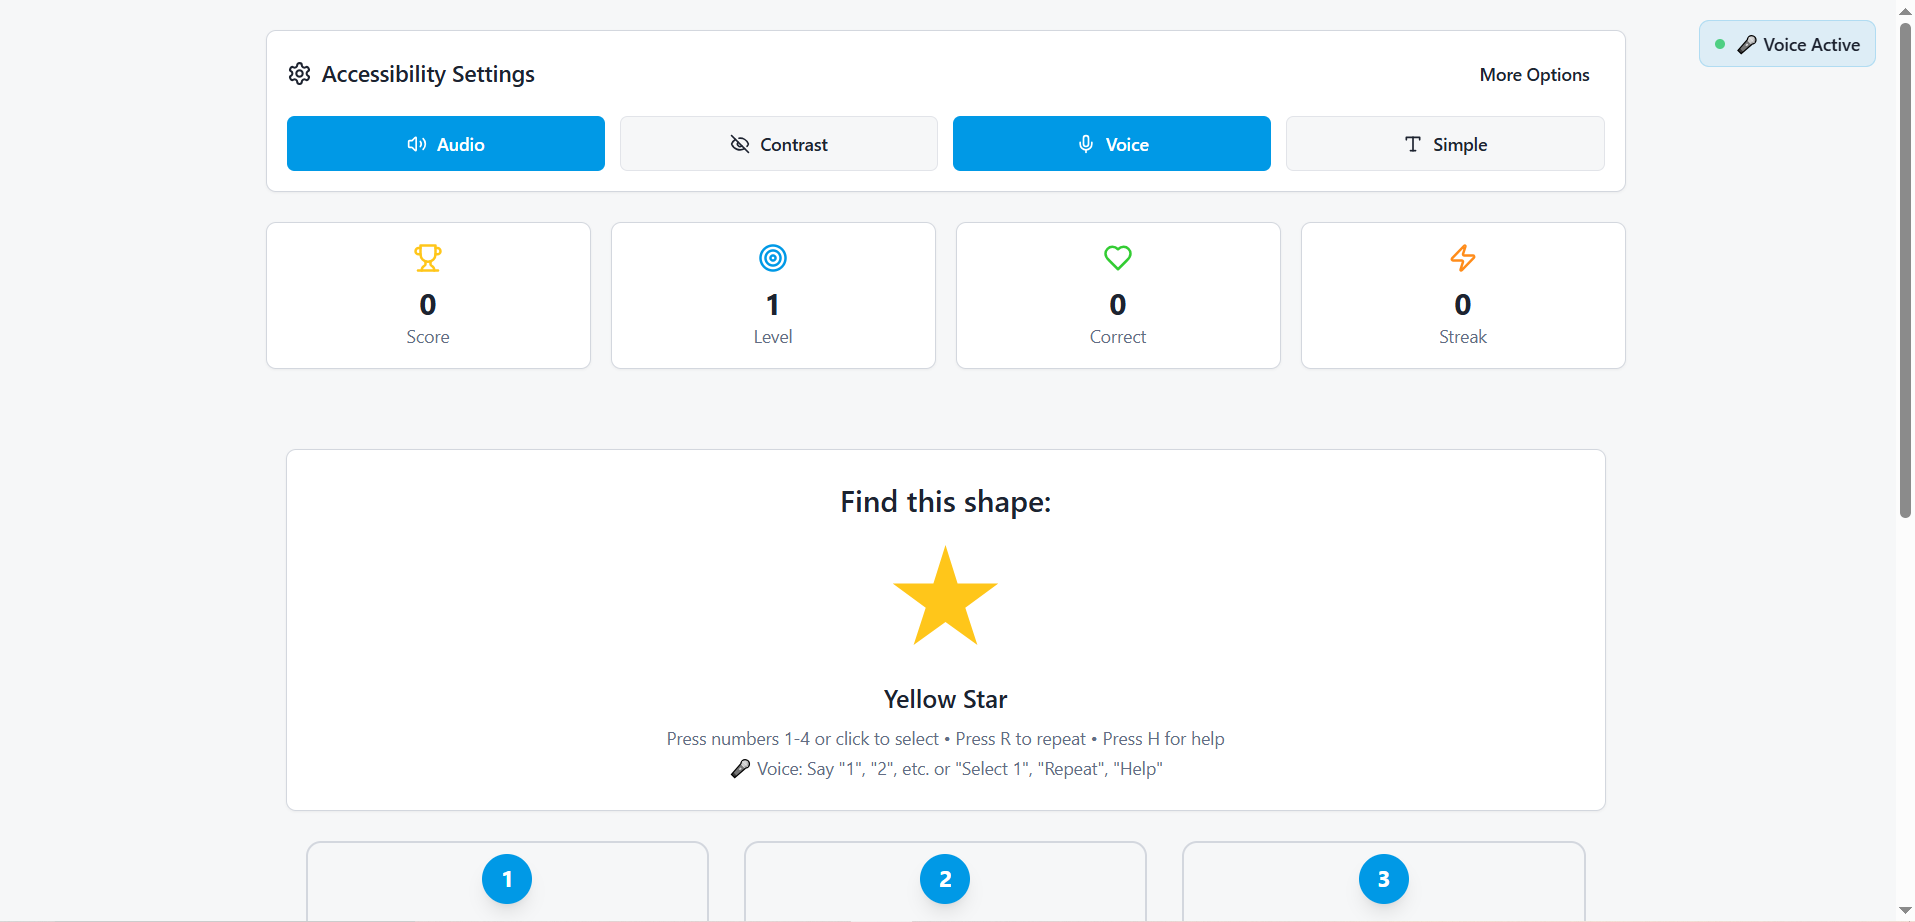 Accessibility Settings
More Options
🎤 Voice Active
Audio
Contrast
Voice
Simple
0
Score
1
Level
0
Correct
0
Streak
Find this shape:
Yellow Star
Press numbers 1-4 or click to select • Press R to repeat • Press H for help
🎤 Voice: Say "1", "2", etc. or "Select 1", "Repeat", "Help"
1
2
3